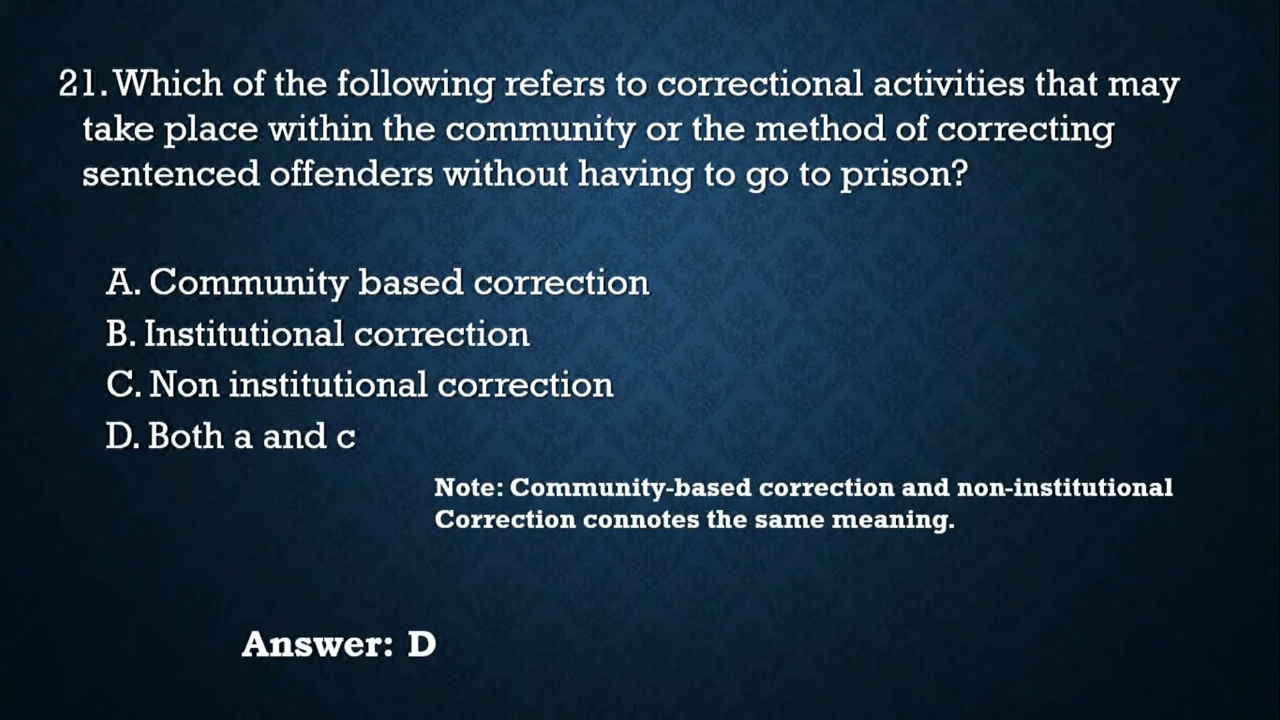 21. Which of the following refers to correctional activities that may
take place within the community or the method of correcting
sentenced offenders without having to go to prison?
A. Community based correction
B. Institutional correction
C. Non institutional correction
D. Both a and c
Note: Community-based correction and non-institutional
Correction connotes the same meaning.
Answer: D